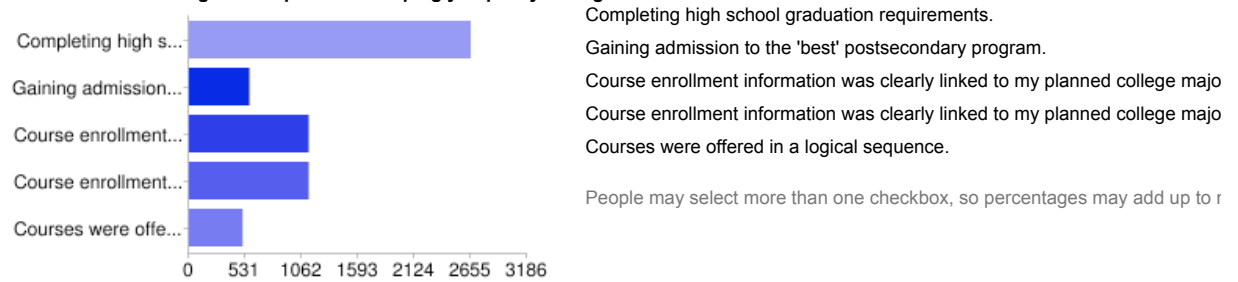 Completing high s...
Gaining admission...
Course enrollment...
Course enrollment...
Courses were offe...
0 531 1062 1593 2124 2655 3186
Completing high school graduation requirements.
Gaining admission to the 'best' postsecondary program.
Course enrollment information was clearly linked to my planned college majo
Course enrollment information was clearly linked to my planned college majo
Courses were offered in a logical sequence.
People may select more than one checkbox, so percentages may add up to